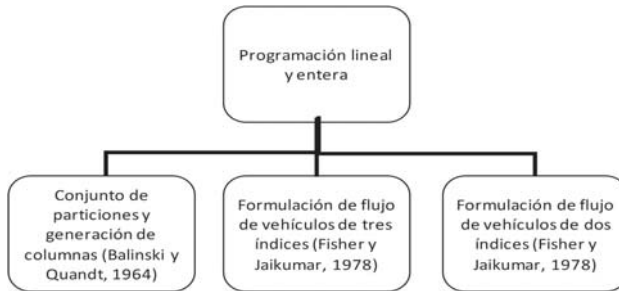 Programación lineal
y entera
Conjunto de
particiones y
generación de
columnas (Balinski y
Quandt, 1964)
Formulación de flujo
de vehículos de tres
índices (Fisher y
Jaikumar, 1978)
Formulación de flujo
de vehículos de dos
índices (Fisher y
Jaikumar, 1978)